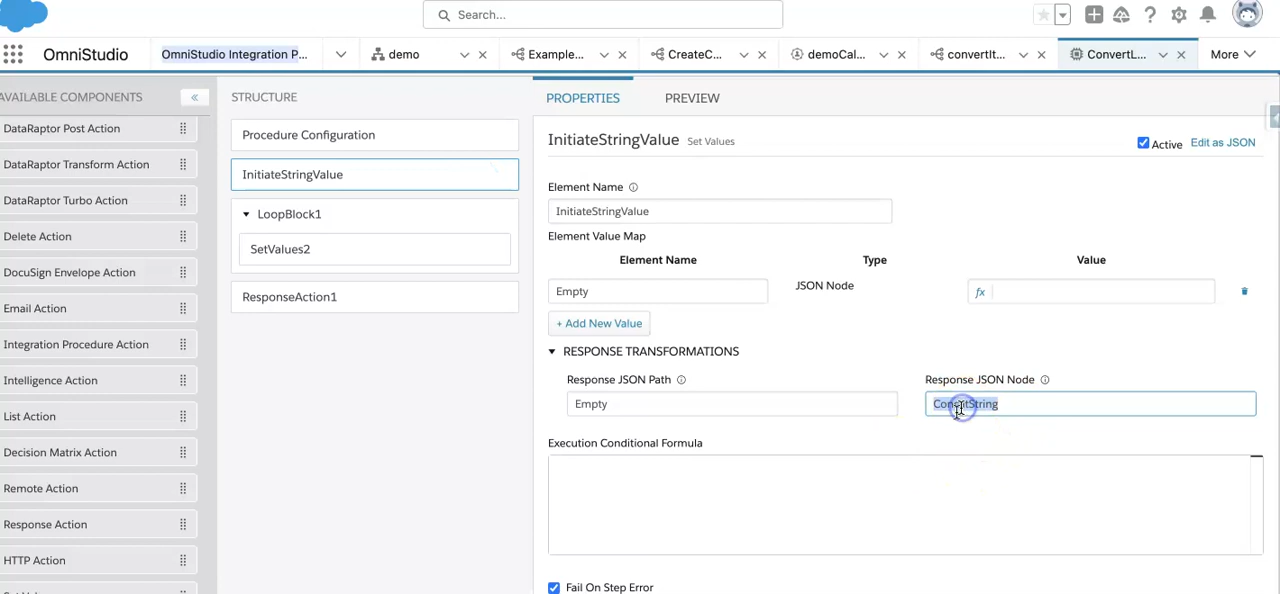 Search...
OmniStudio
OmniStudio Integration P...
demo
Example...
CreateC...
demoCal...
convertIt...
ConvertL...
More
AVAILABLE COMPONENTS
DataRaptor Post Action
DataRaptor Transform Action
DataRaptor Turbo Action
Delete Action
DocuSign Envelope Action
Email Action
Integration Procedure Action
Intelligence Action
List Action
Decision Matrix Action
Remote Action
Response Action
HTTP Action
STRUCTURE
Procedure Configuration
InitiateStringValue
LoopBlock1
SetValues2
ResponseAction1
PROPERTIES
PREVIEW
InitiateStringValue Set Values
Active
Edit as JSON
Element Name
InitiateStringValue
Element Value Map
Element Name
Type
Value
Empty
JSON Node
fx
+ Add New Value
RESPONSE TRANSFORMATIONS
Response JSON Path
Response JSON Node
Empty
Execution Conditional Formula
Fail On Step Error